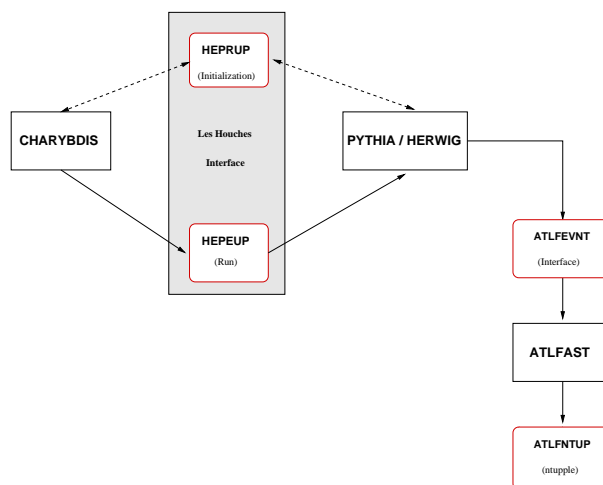 HEPRUP
(Initialization)
CHARYBDIS
Les Houches
Interface
PYTHIA / HERWIG
HEPEUP
(Run)
ATLFEVNT
(Interface)
ATLFAST
ATLFNTUP
(ntupple)